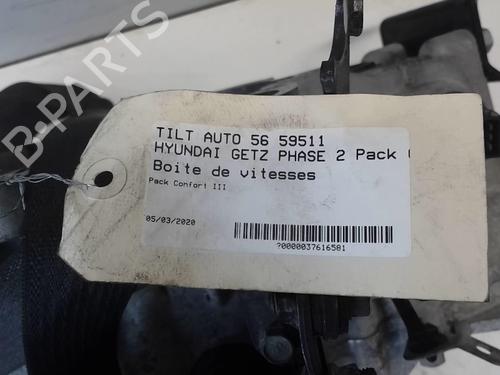 B-PARTS
TILT AUTO 56 59511
HYUNDAI GETZ PHASE 2 Pack
Boite de vitesses
Pack Confort III
05/03/2020
?0000037616581